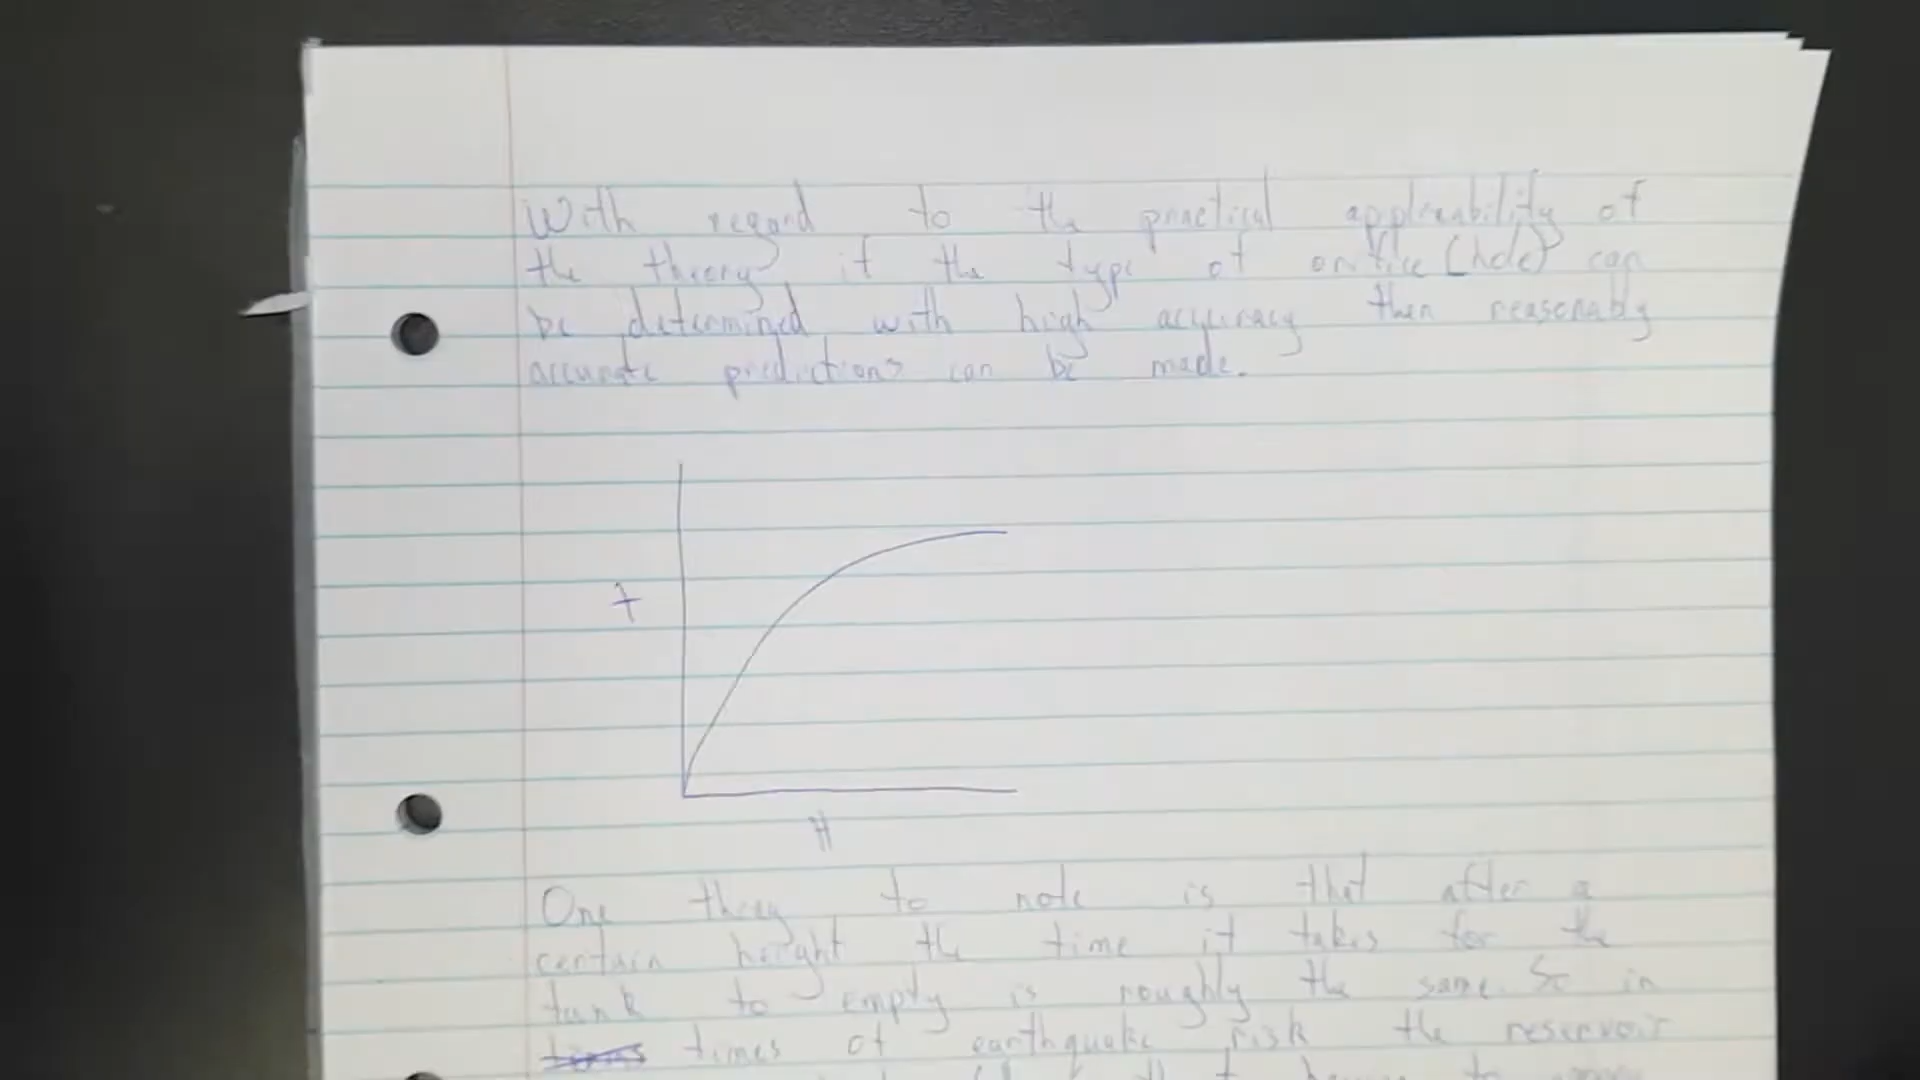 With regard to the practical applicability of
the theory if the type of orifice (hole) can
be determined with high accuracy then reasonably
accurate predictions can be made.
t
H
One thing to note is that after a
certain height the time it takes for the
tank to empty is roughly the same. So in
times of earthquake risk the reservoir